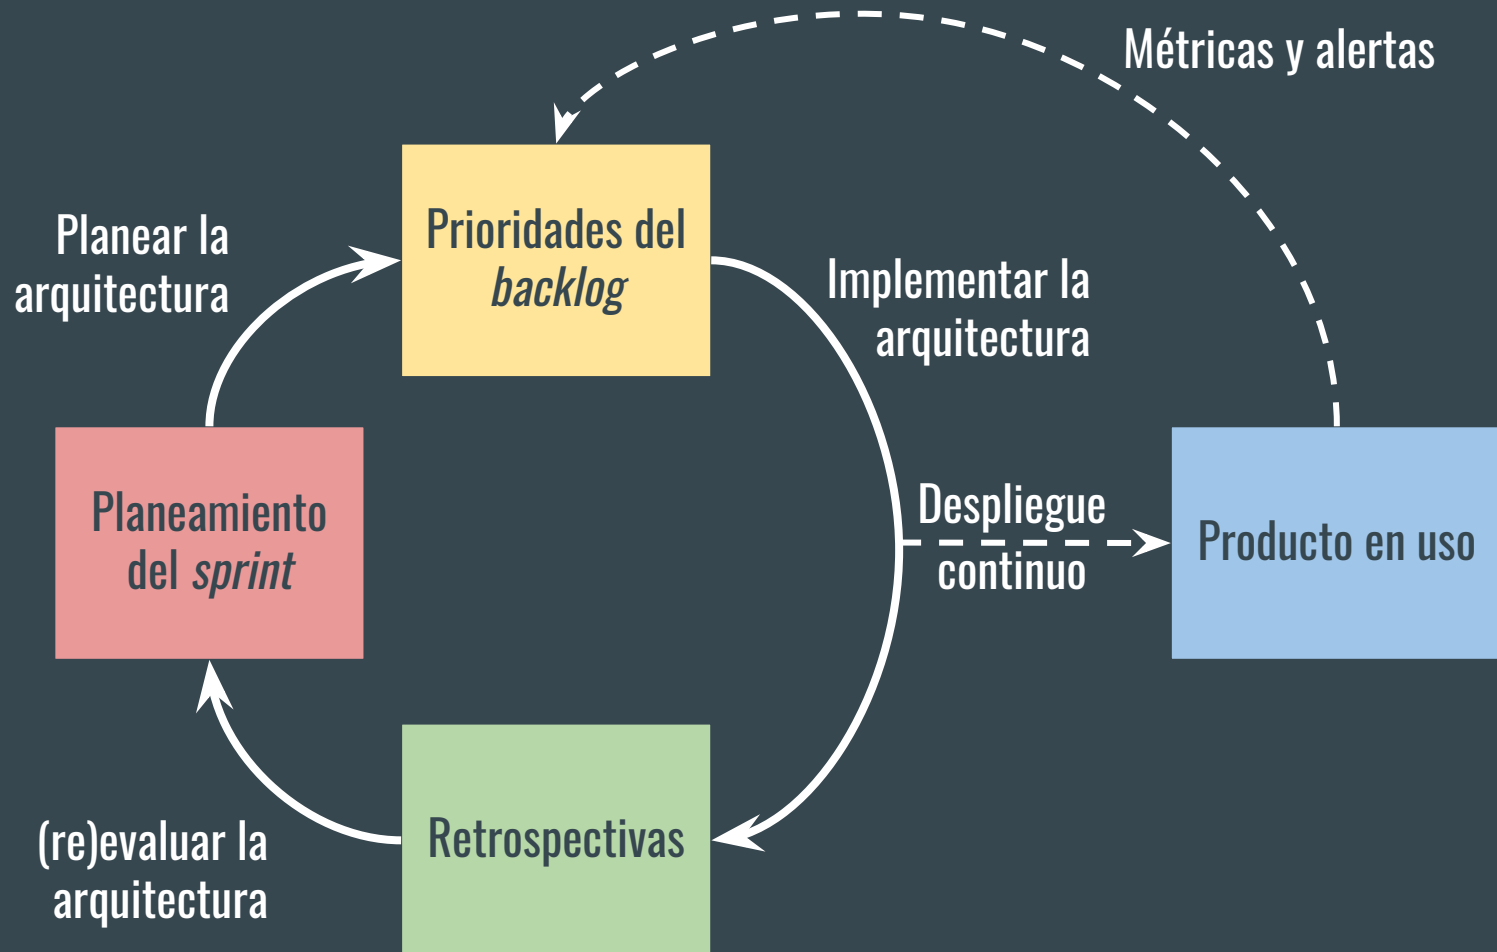 Métricas y alertas
Planear la
arquitectura
Prioridades del
backlog
Implementar la
arquitectura
Planeamiento
del sprint
Despliegue
continuo
Producto en uso
(re)evaluar la
arquitectura
Retrospectivas